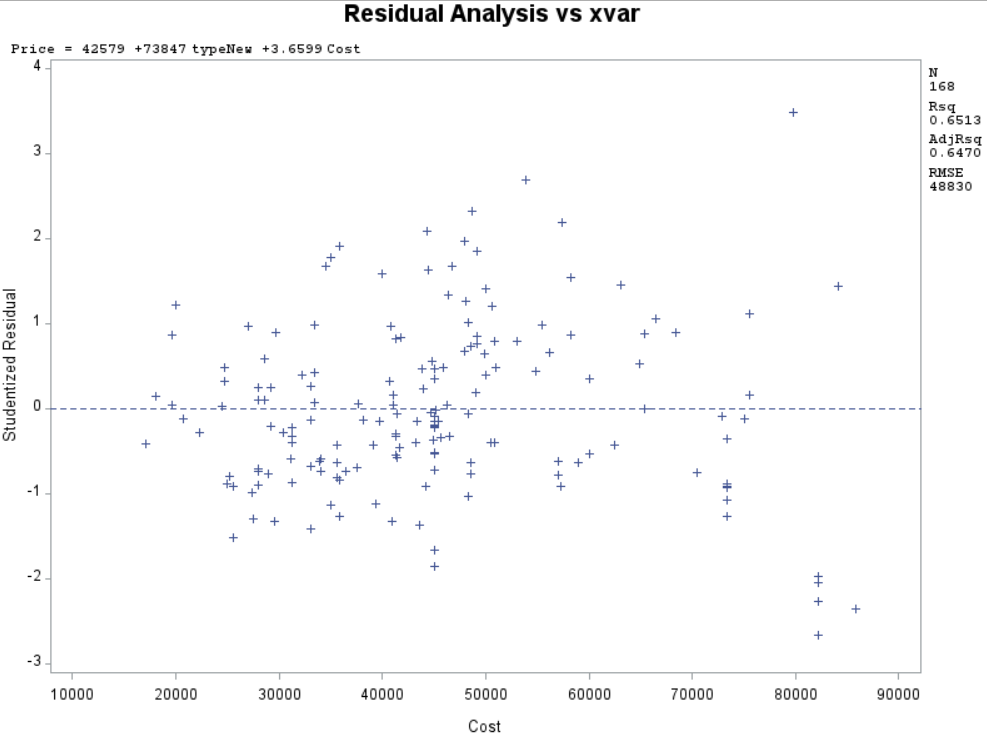 Residual Analysis vs xvar
Price = 42579 +73847 typeNew +3.6599 Cost
4
3
2
1
0
-1
-2
-3
Studentized Residual
10000 20000 30000 40000 50000 60000 70000 80000 90000
Cost
N
168
Rsq
0.6513
AdjRsq
0.6470
RMSE
48830